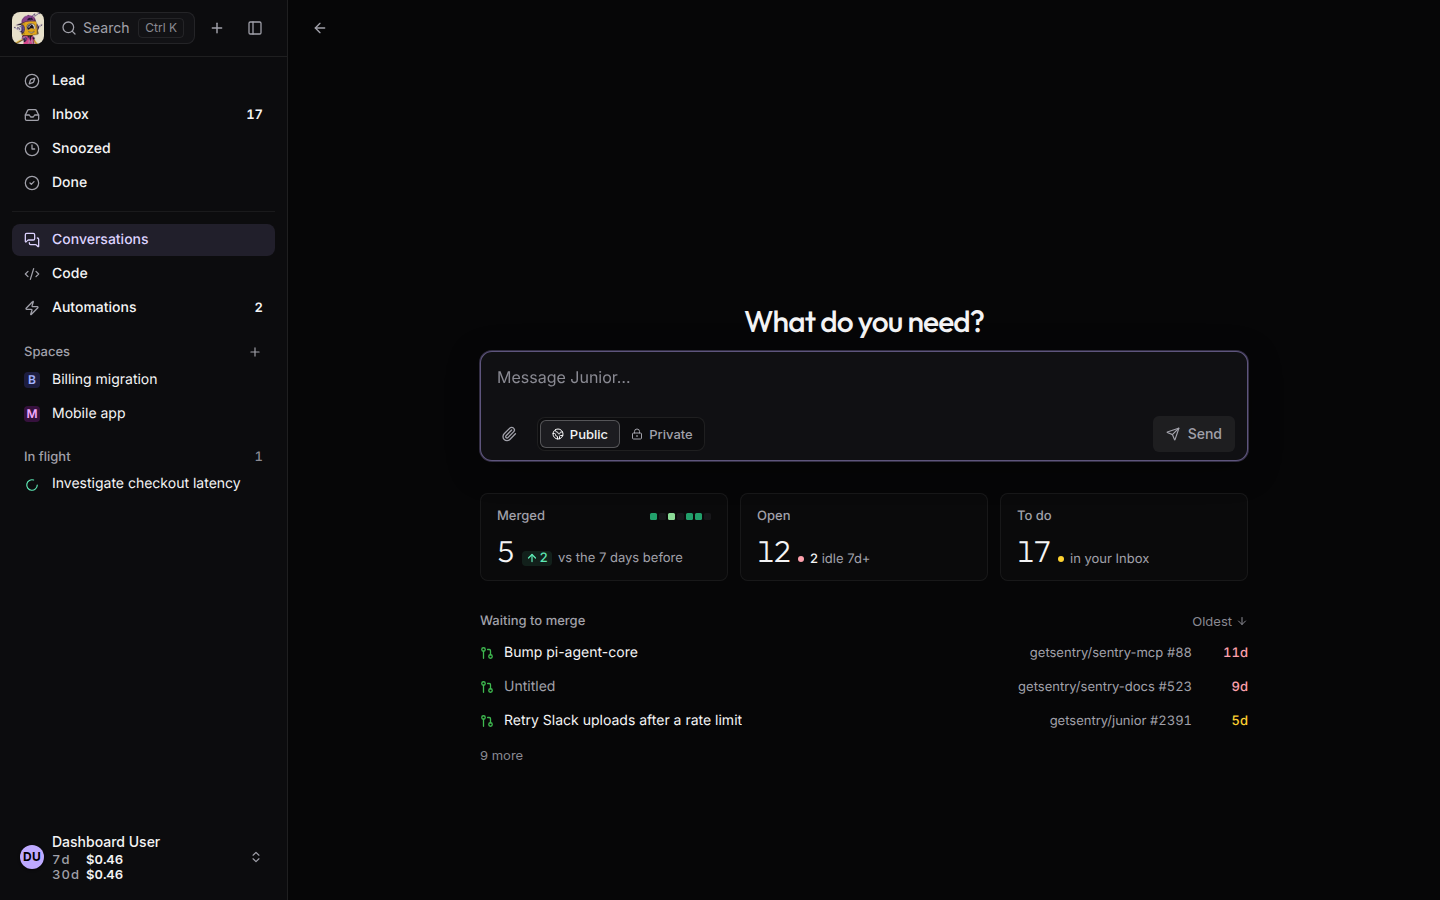 Search Ctrl K
Lead
Inbox 17
Snoozed
Done
Conversations
Code
Automations 2
Spaces
B Billing migration
M Mobile app
In flight 1
Investigate checkout latency
DU Dashboard User
7d $0.46
30d $0.46
What do you need?
Message Junior...
Public Private Send
Merged
5 2 vs the 7 days before
Open
12 2 idle 7d+
To do
17 in your Inbox
Waiting to merge Oldest
Bump pi-agent-core getsentry/sentry-mcp #88 11d
Untitled getsentry/sentry-docs #523 9d
Retry Slack uploads after a rate limit getsentry/junior #2391 5d
9 more